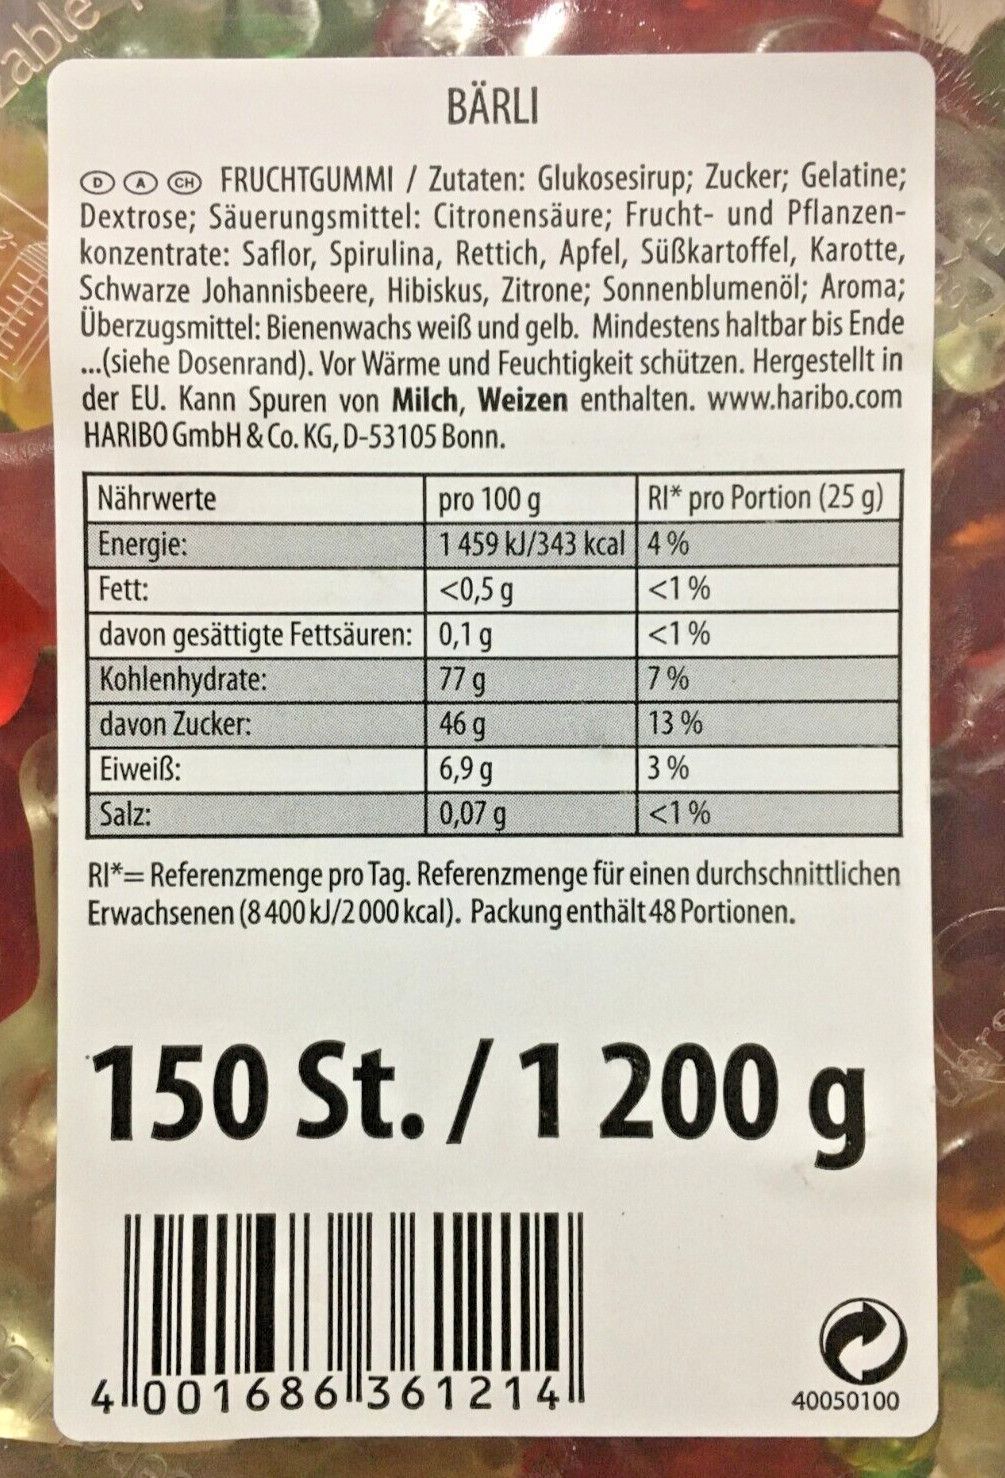 zable
BÄRLI
D A CH FRUCHTGUMMI / Zutaten: Glukosesirup; Zucker; Gelatine;
Dextrose; Säuerungsmittel: Citronensäure; Frucht- und Pflanzen-
konzentrate: Saflor, Spirulina, Rettich, Apfel, Süßkartoffel, Karotte,
Schwarze Johannisbeere, Hibiskus, Zitrone; Sonnenblumenöl; Aroma;
Überzugsmittel: Bienenwachs weiß und gelb. Mindestens haltbar bis Ende
...(siehe Dosenrand). Vor Wärme und Feuchtigkeit schützen. Hergestellt in
der EU. Kann Spuren von Milch, Weizen enthalten. www.haribo.com
HARIBO GmbH & Co. KG, D-53105 Bonn.
Nährwerte pro 100 g RI* pro Portion (25 g)
Energie: 1 459 kJ/343 kcal 4 %
Fett: <0,5 g <1 %
davon gesättigte Fettsäuren: 0,1 g <1 %
Kohlenhydrate: 77 g 7 %
davon Zucker: 46 g 13 %
Eiweiß: 6,9 g 3 %
Salz: 0,07 g <1 %
RI*= Referenzmenge pro Tag. Referenzmenge für einen durchschnittlichen
Erwachsenen (8 400 kJ/2 000 kcal). Packung enthält 48 Portionen.
150 St. / 1 200 g
4 001686 361214
40050100